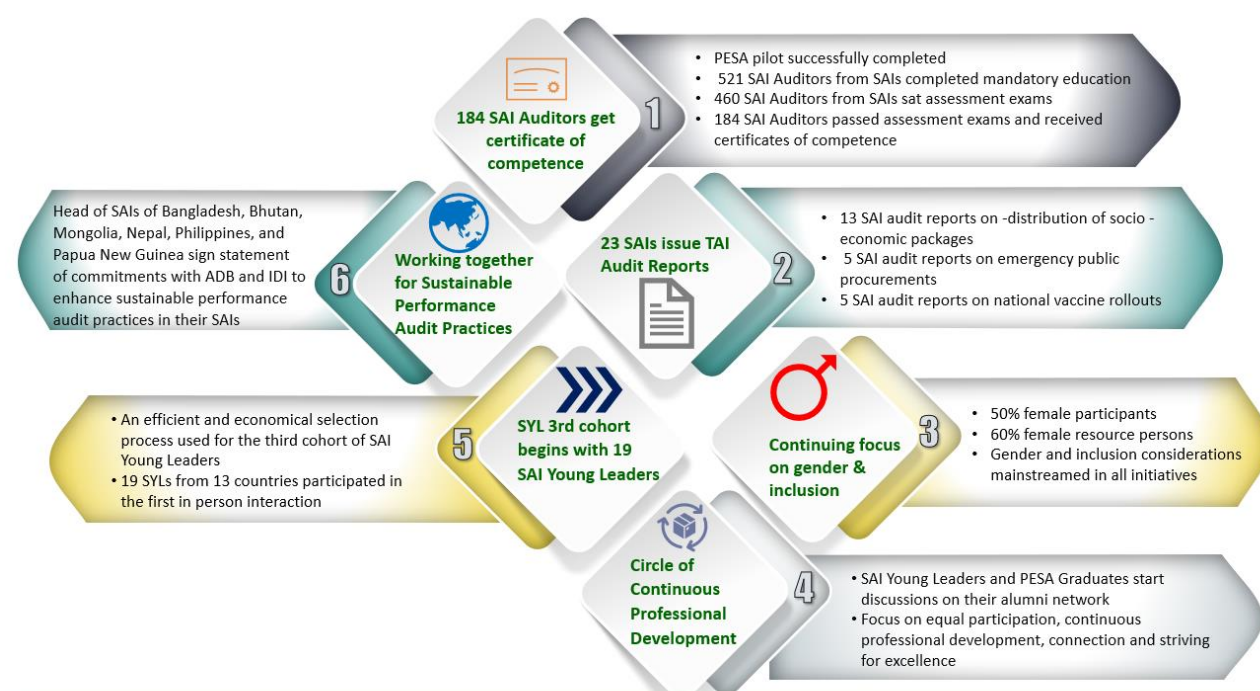 184 SAI Auditors get
certificate of
competence
1
• PESA pilot successfully completed
• 521 SAI Auditors from SAIs completed mandatory education
• 460 SAI Auditors from SAIs sat assessment exams
• 184 SAI Auditors passed assessment exams and received
certificates of competence
23 SAIs issue TAI
Audit Reports
2
• 13 SAI audit reports on -distribution of socio -
economic packages
• 5 SAI audit reports on emergency public
procurements
• 5 SAI audit reports on national vaccine rollouts
Continuing focus
on gender &
inclusion
3
• 50% female participants
• 60% female resource persons
• Gender and inclusion considerations
mainstreamed in all initiatives
Circle of
Continuous
Professional
Development
4
• SAI Young Leaders and PESA Graduates start
discussions on their alumni network
• Focus on equal participation, continuous
professional development, connection and striving
for excellence
SYL 3rd cohort
begins with 19
SAI Young Leaders
5
• An efficient and economical selection
process used for the third cohort of SAI
Young Leaders
• 19 SYLs from 13 countries participated in
the first in person interaction
Working together
for Sustainable
Performance
Audit Practices
6
Head of SAIs of Bangladesh, Bhutan,
Mongolia, Nepal, Philippines, and
Papua New Guinea sign statement
of commitments with ADB and IDI to
enhance sustainable performance
audit practices in their SAIs